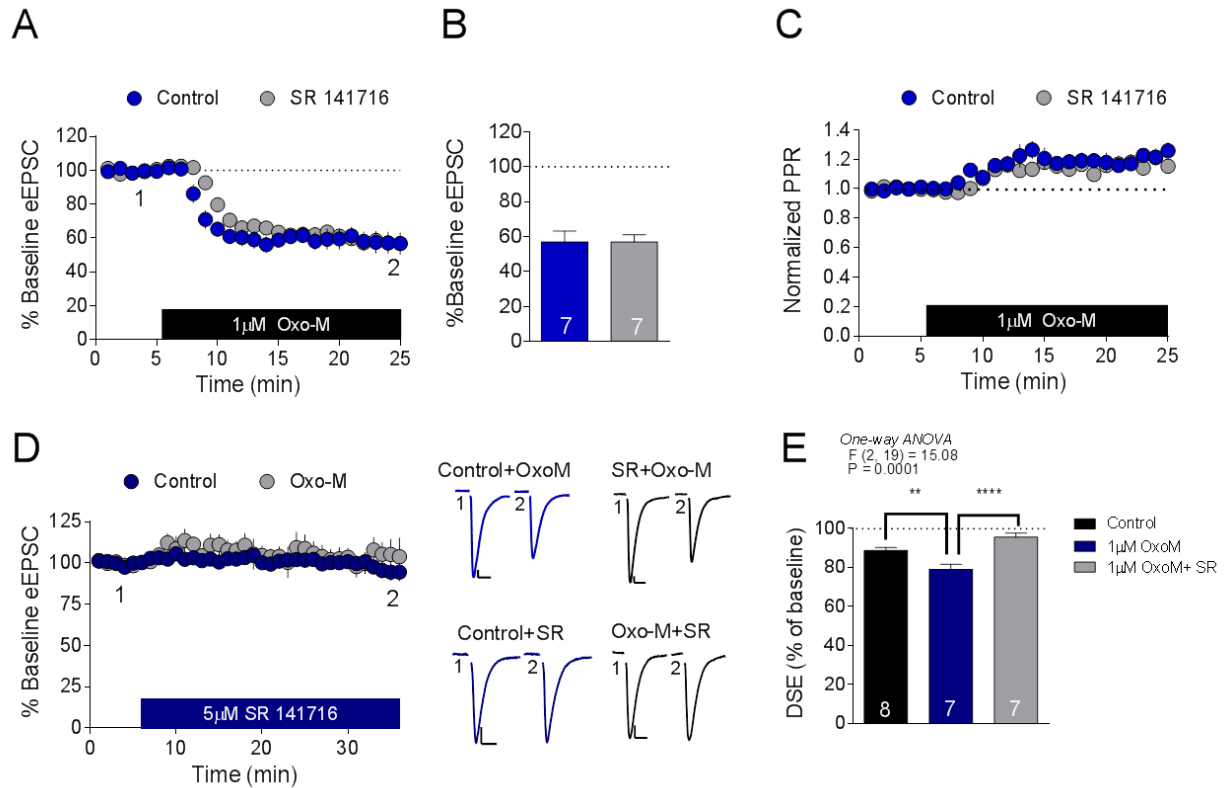 A
Control
SR 141716
% Baseline eEPSC
120
100
80
60
40
20
0
1
2
1μM Oxo-M
0
5
10
15
20
25
Time (min)
B
%Baseline eEPSC
120
100
80
60
40
20
0
7
7
C
Control
SR 141716
Normalized PPR
1.4
1.2
1.0
0.8
0.6
0.4
0.2
0.0
1μM Oxo-M
0
5
10
15
20
25
Time (min)
D
Control
Oxo-M
% Baseline eEPSC
125
100
75
50
25
0
1
2
5μM SR 141716
0
10
20
30
Time (min)
Control+OxoM
1
2
SR+Oxo-M
1
2
Control+SR
1
2
Oxo-M+SR
1
2
E
One-way ANOVA
F (2, 19) = 15.08
P = 0.0001
**
****
DSE (% of baseline)
100
80
60
40
20
0
8
7
7
Control
1μM OxoM
1μM OxoM+ SR